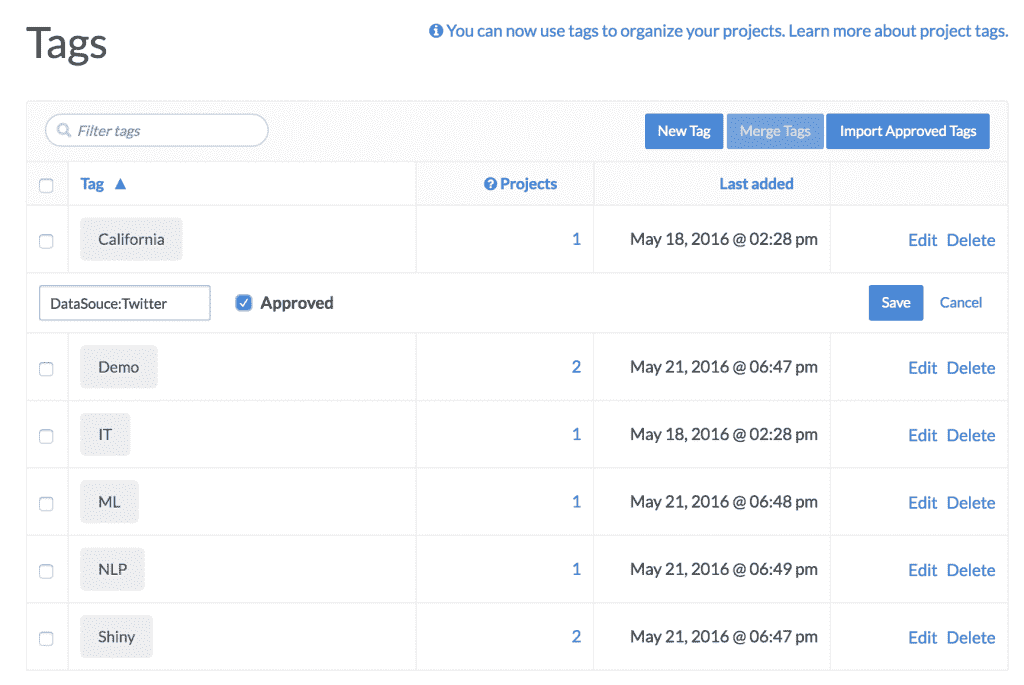 Tags
You can now use tags to organize your projects. Learn more about project tags.
Filter tags
New Tag Merge Tags Import Approved Tags
Tag ▲ Projects Last added
California 1 May 18, 2016 @ 02:28 pm Edit Delete
DataSouce:Twitter Approved Save Cancel
Demo 2 May 21, 2016 @ 06:47 pm Edit Delete
IT 1 May 18, 2016 @ 02:28 pm Edit Delete
ML 1 May 21, 2016 @ 06:48 pm Edit Delete
NLP 1 May 21, 2016 @ 06:49 pm Edit Delete
Shiny 2 May 21, 2016 @ 06:47 pm Edit Delete